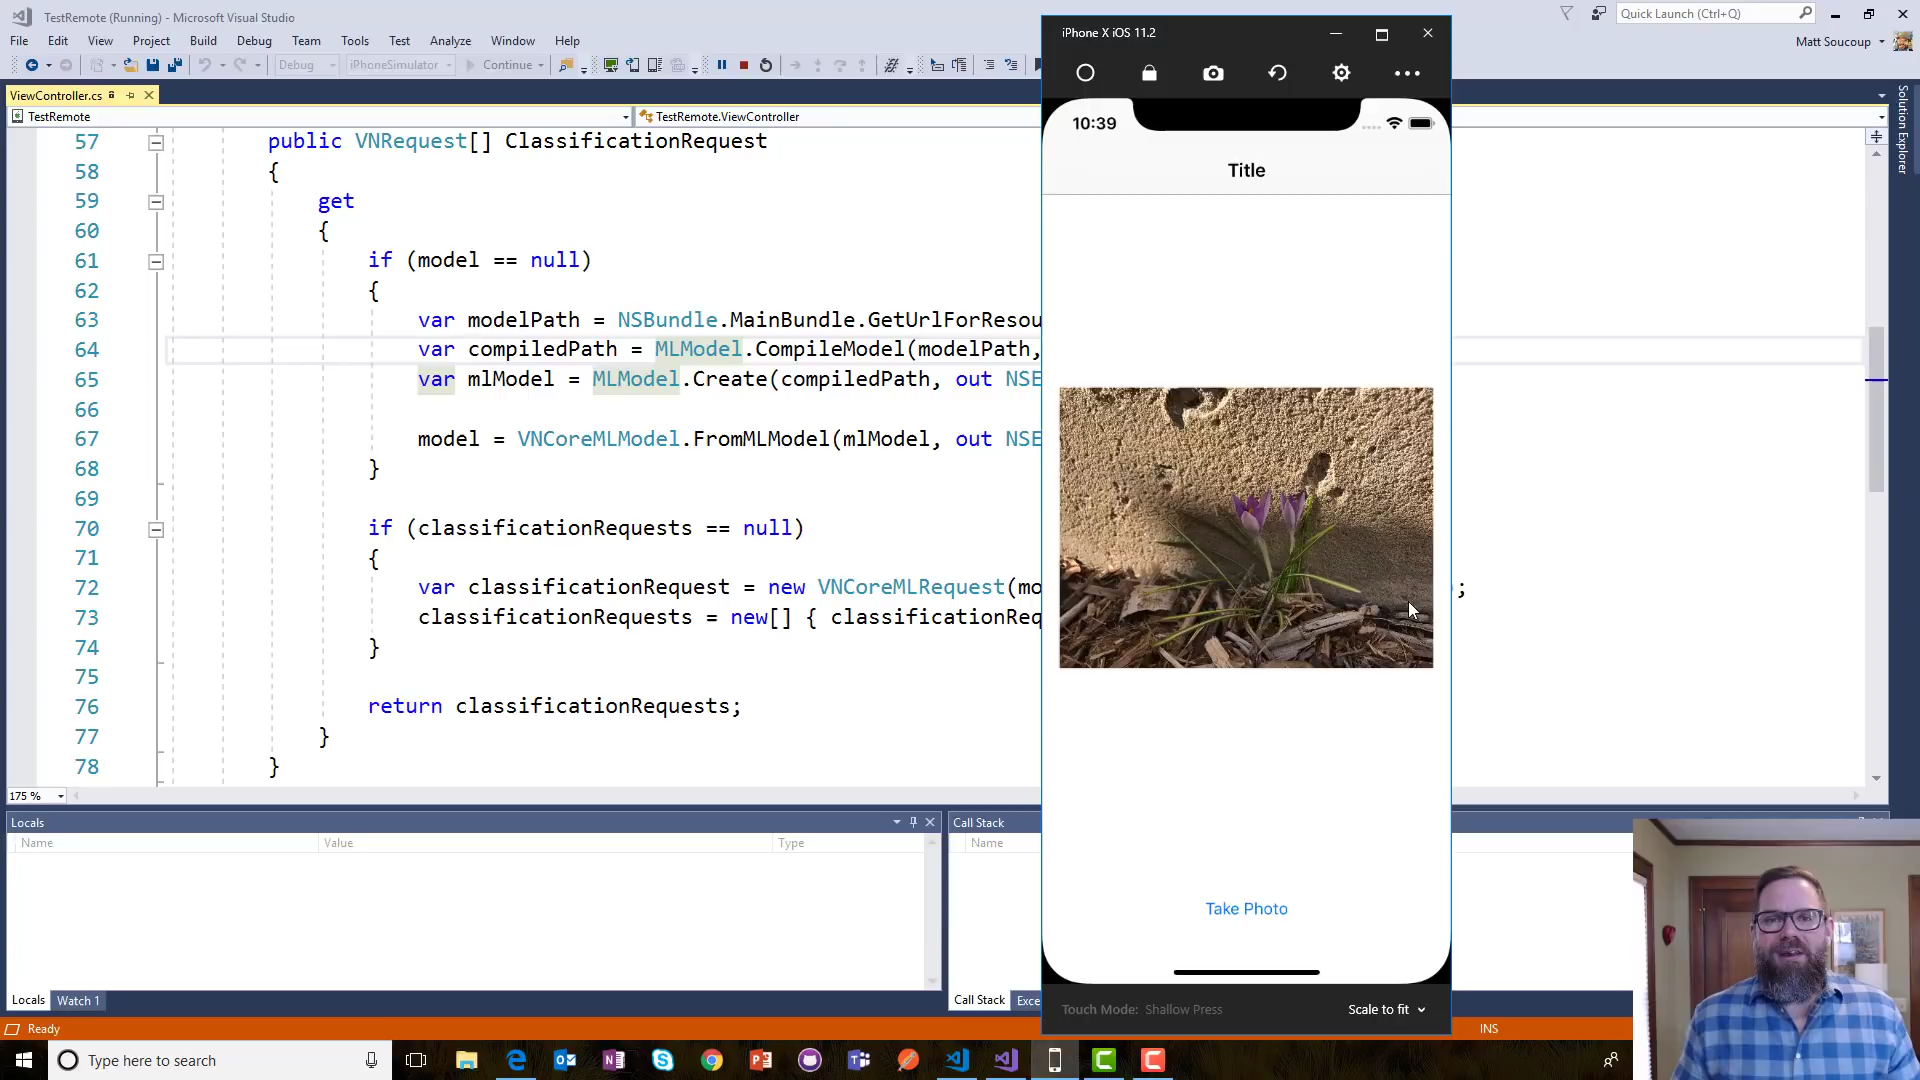 TestRemote (Running) - Microsoft Visual Studio
Quick Launch (Ctrl+Q)
File Edit View Project Build Debug Team Tools Test Analyze Window Help
Matt Soucoup
Debug iPhoneSimulator Continue
ViewController.cs
TestRemote TestRemote.ViewController
Solution Explorer
57 public VNRequest[] ClassificationRequest
58 {
59 get
60 {
61 if (model == null)
62 {
63 var modelPath = NSBundle.MainBundle.GetUrlForResou
64 var compiledPath = MLModel.CompileModel(modelPath,
65 var mlModel = MLModel.Create(compiledPath, out NSE
66
67 model = VNCoreMLModel.FromMLModel(mlModel, out NSE
68 }
69
70 if (classificationRequests == null)
71 {
72 var classificationRequest = new VNCoreMLRequest(mo ;
73 classificationRequests = new[] { classificationReq
74 }
75
76 return classificationRequests;
77 }
78 }
175 %
Locals
Name Value Type
Locals Watch 1
Call Stack
Name
Call Stack Exce
Ready
INS
Type here to search
iPhone X iOS 11.2
10:39
Title
Take Photo
Touch Mode: Shallow Press Scale to fit